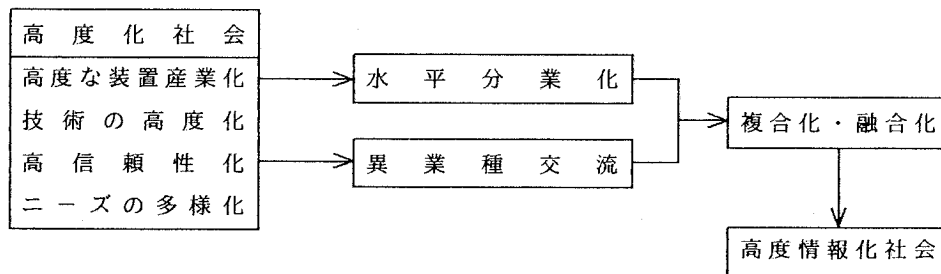 高度化社会
高度な装置産業化
技術の高度化
高信頼性化
ニーズの多様化
水平分業化
異業種交流
複合化・融合化
高度情報化社会